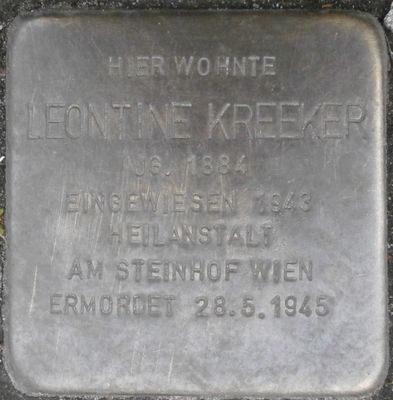 HIER WOHNTE
LEONTINE KREEKER
JG. 1884
EINGEWIESEN 1943
HEILANSTALT
AM STEINHOF WIEN
ERMORDET 28.5.1945